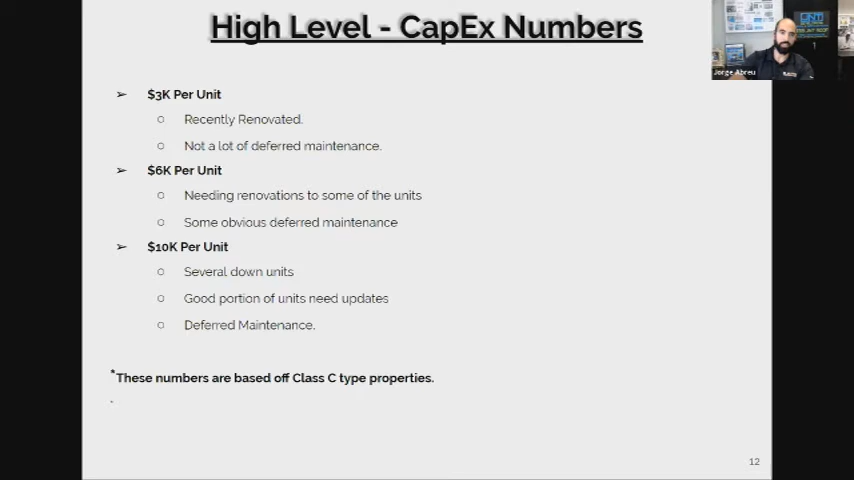 High Level - CapEx Numbers
Jorge Abreu
➢ $3K Per Unit
○ Recently Renovated.
○ Not a lot of deferred maintenance.
➢ $6K Per Unit
○ Needing renovations to some of the units
○ Some obvious deferred maintenance
➢ $10K Per Unit
○ Several down units
○ Good portion of units need updates
○ Deferred Maintenance.
*These numbers are based off Class C type properties.
.
12